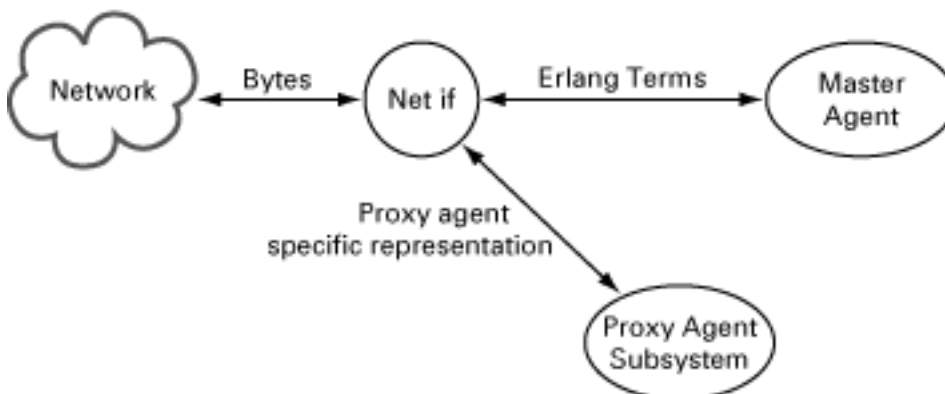 Network
Bytes
Net if
Erlang Terms
Master
Agent
Proxy agent
specific representation
Proxy Agent
Subsystem